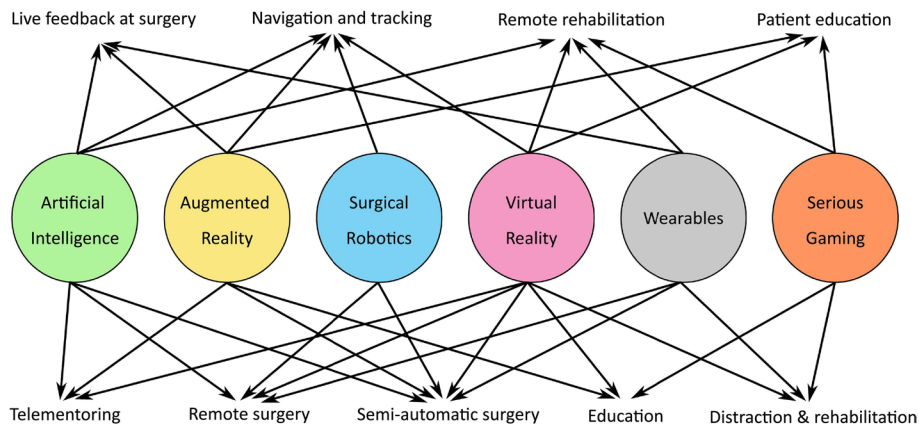 Live feedback at surgery
Navigation and tracking
Remote rehabilitation
Patient education
Artificial
Intelligence
Augmented
Reality
Surgical
Robotics
Virtual
Reality
Wearables
Serious
Gaming
Telementoring
Remote surgery
Semi-automatic surgery
Education
Distraction & rehabilitation